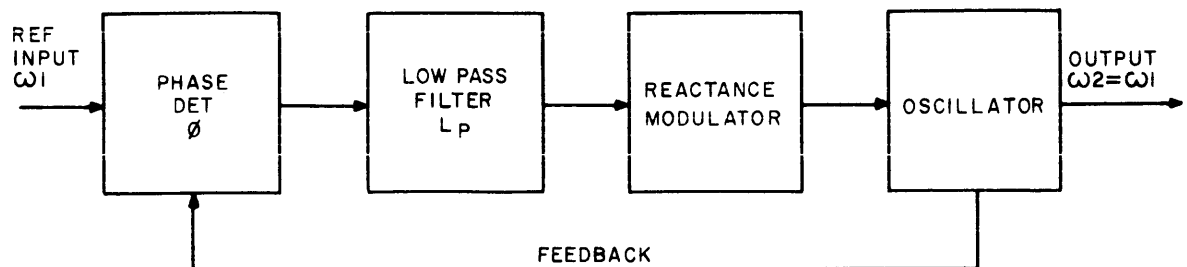 REF
INPUT
ω1
PHASE
DET
Ø
LOW PASS
FILTER
LP
REACTANCE
MODULATOR
OSCILLATOR
OUTPUT
ω2=ω1
FEEDBACK